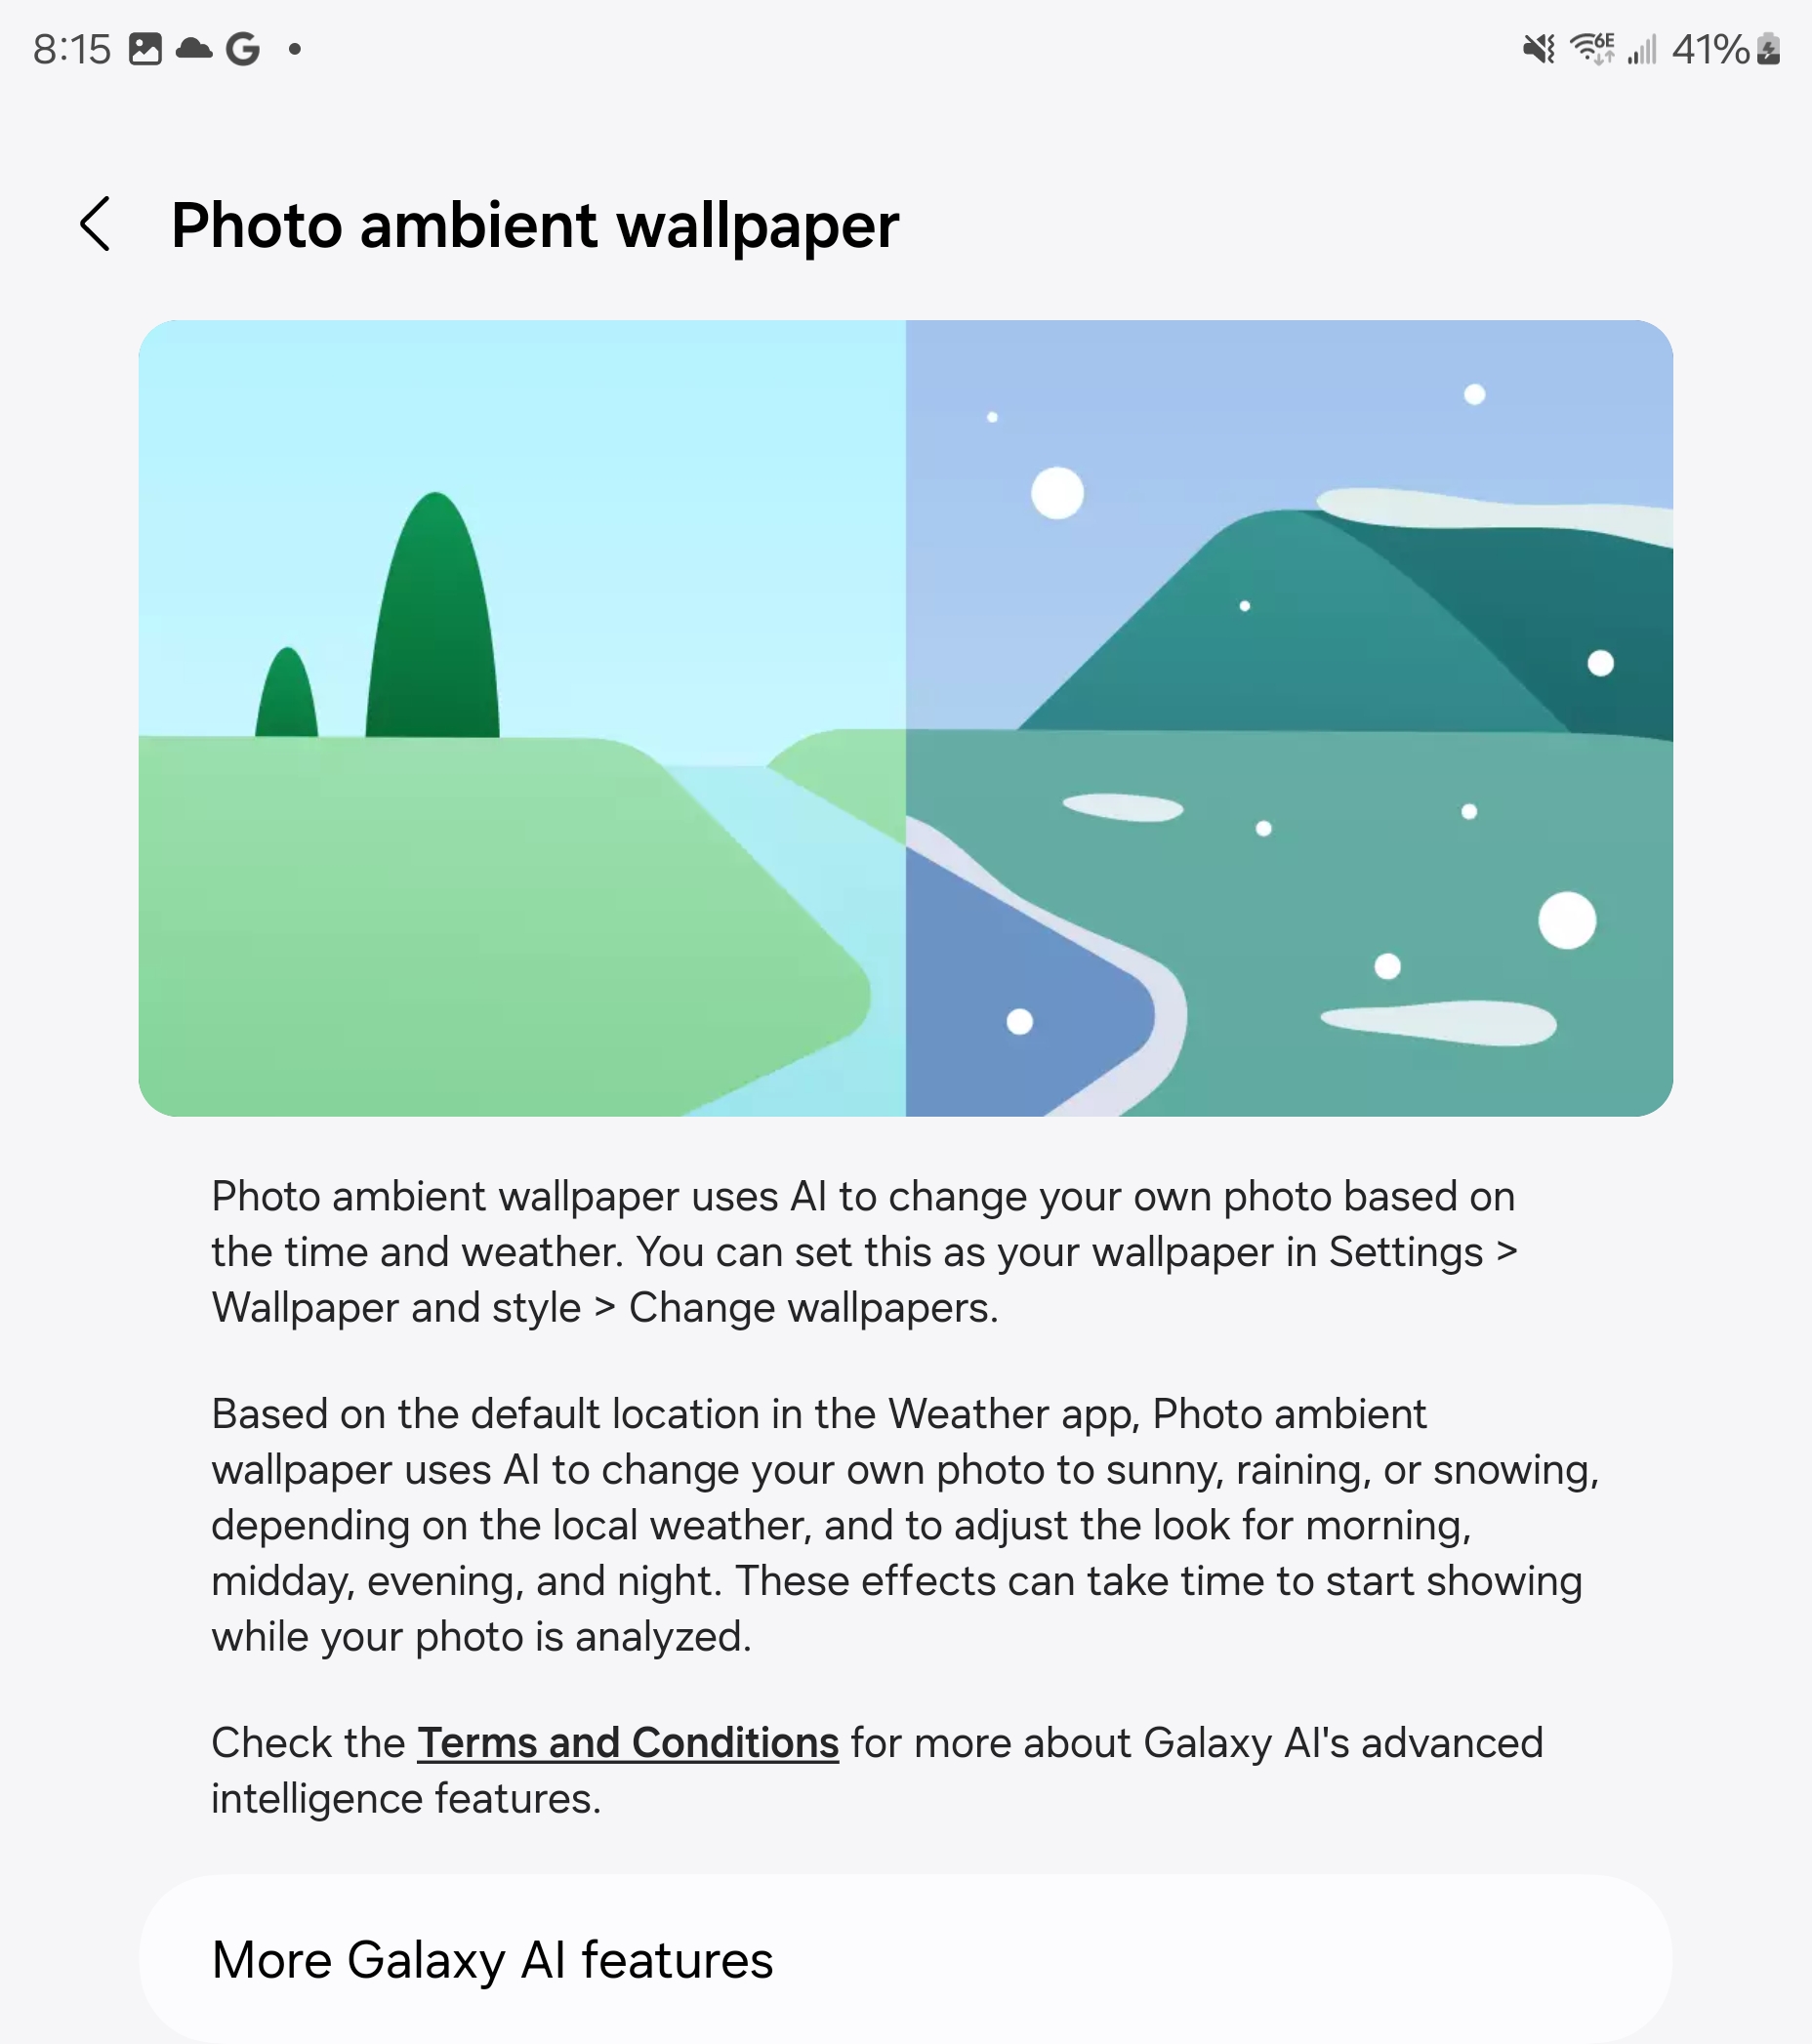 8:15
6E
41%
Photo ambient wallpaper
Photo ambient wallpaper uses AI to change your own photo based on
the time and weather. You can set this as your wallpaper in Settings >
Wallpaper and style > Change wallpapers.
Based on the default location in the Weather app, Photo ambient
wallpaper uses AI to change your own photo to sunny, raining, or snowing,
depending on the local weather, and to adjust the look for morning,
midday, evening, and night. These effects can take time to start showing
while your photo is analyzed.
Check the Terms and Conditions for more about Galaxy AI's advanced
intelligence features.
More Galaxy AI features